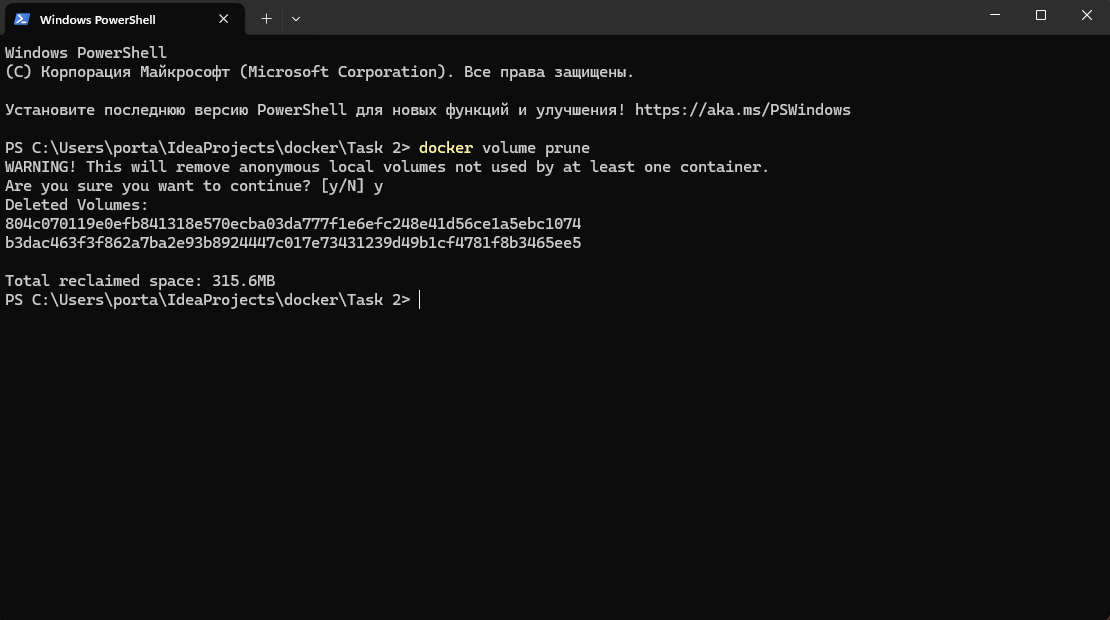 Windows PowerShell
Windows PowerShell
(C) Корпорация Майкрософт (Microsoft Corporation). Все права защищены.
Установите последнюю версию PowerShell для новых функций и улучшения! https://aka.ms/PSWindows
PS C:\Users\porta\IdeaProjects\docker\Task 2> docker volume prune
WARNING! This will remove anonymous local volumes not used by at least one container.
Are you sure you want to continue? [y/N] y
Deleted Volumes:
804c070119e0efb841318e570ecba03da777f1e6efc248e41d56ce1a5ebc1074
b3dac463f3f862a7ba2e93b8924447c017e73431239d49b1cf4781f8b3465ee5
Total reclaimed space: 315.6MB
PS C:\Users\porta\IdeaProjects\docker\Task 2>